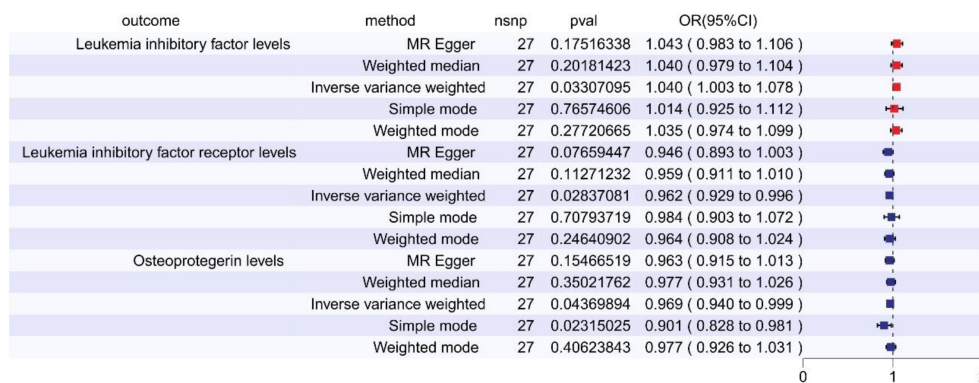 outcome method nsnp pval OR(95%CI)
Leukemia inhibitory factor levels MR Egger 27 0.17516338 1.043 ( 0.983 to 1.106 )
Weighted median 27 0.20181423 1.040 ( 0.979 to 1.104 )
Inverse variance weighted 27 0.03307095 1.040 ( 1.003 to 1.078 )
Simple mode 27 0.76574606 1.014 ( 0.925 to 1.112 )
Weighted mode 27 0.27720665 1.035 ( 0.974 to 1.099 )
Leukemia inhibitory factor receptor levels MR Egger 27 0.07659447 0.946 ( 0.893 to 1.003 )
Weighted median 27 0.11271232 0.959 ( 0.911 to 1.010 )
Inverse variance weighted 27 0.02837081 0.962 ( 0.929 to 0.996 )
Simple mode 27 0.70793719 0.984 ( 0.903 to 1.072 )
Weighted mode 27 0.24640902 0.964 ( 0.908 to 1.024 )
Osteoprotegerin levels MR Egger 27 0.15466519 0.963 ( 0.915 to 1.013 )
Weighted median 27 0.35021762 0.977 ( 0.931 to 1.026 )
Inverse variance weighted 27 0.04369894 0.969 ( 0.940 to 0.999 )
Simple mode 27 0.02315025 0.901 ( 0.828 to 0.981 )
Weighted mode 27 0.40623843 0.977 ( 0.926 to 1.031 )
0 1